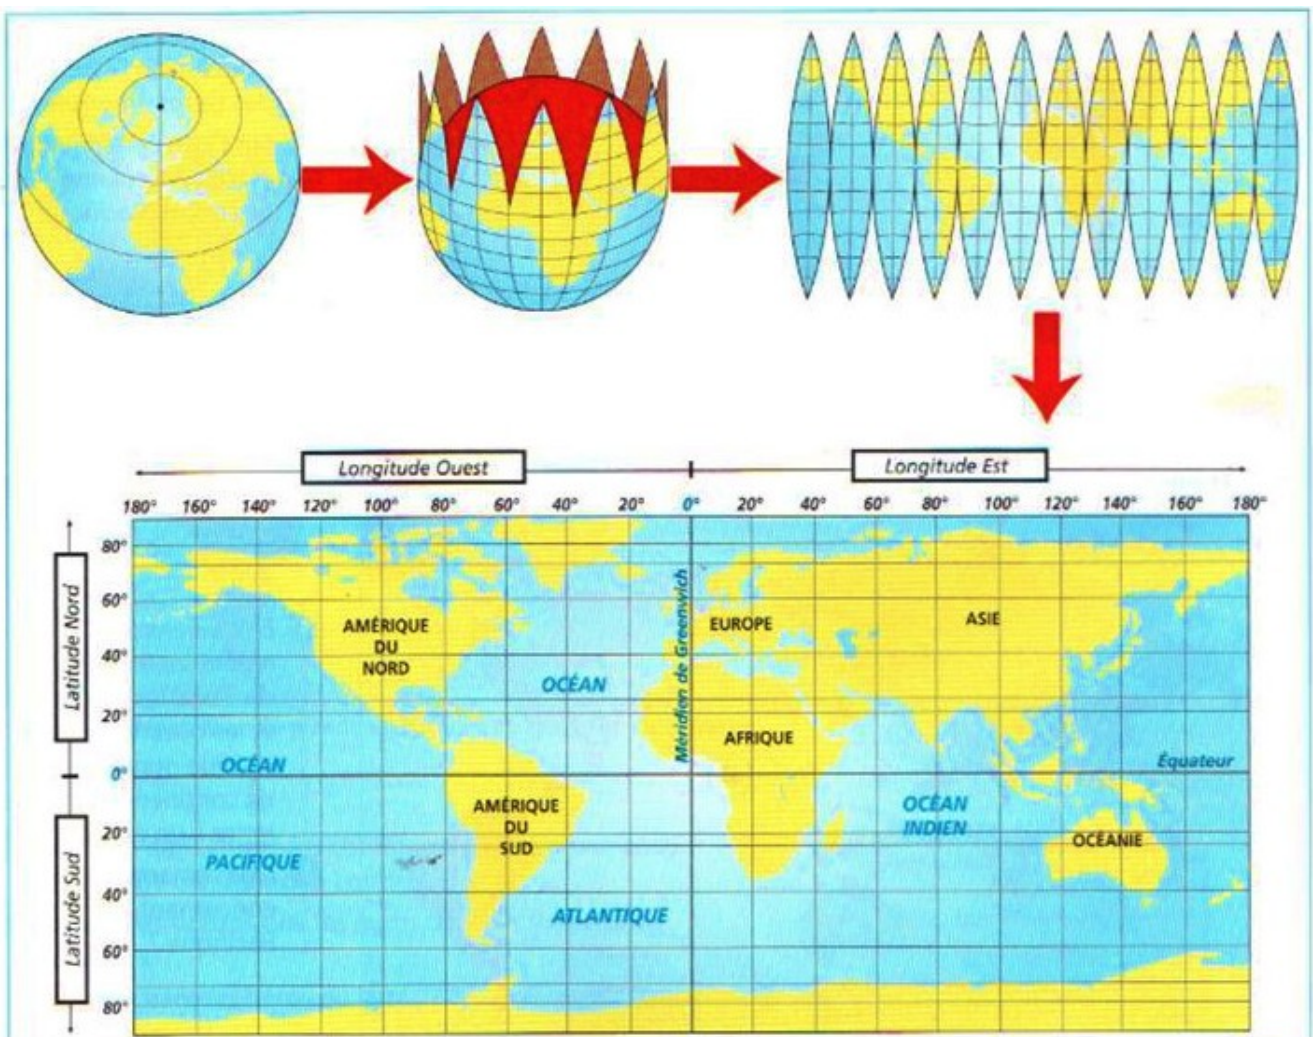 Longitude Ouest
Longitude Est
180° 160° 140° 120° 100° 80° 60° 40° 20° 0° 20° 40° 60° 80° 100° 120° 140° 160° 180°
Latitude Nord
80°
60°
40°
20°
0°
Latitude Sud
20°
40°
60°
80°
AMÉRIQUE
DU
NORD
OCÉAN
Méridien de Greenwich
EUROPE
ASIE
AFRIQUE
OCÉAN
PACIFIQUE
Équateur
AMÉRIQUE
DU
SUD
OCÉAN
INDIEN
OCÉANIE
ATLANTIQUE